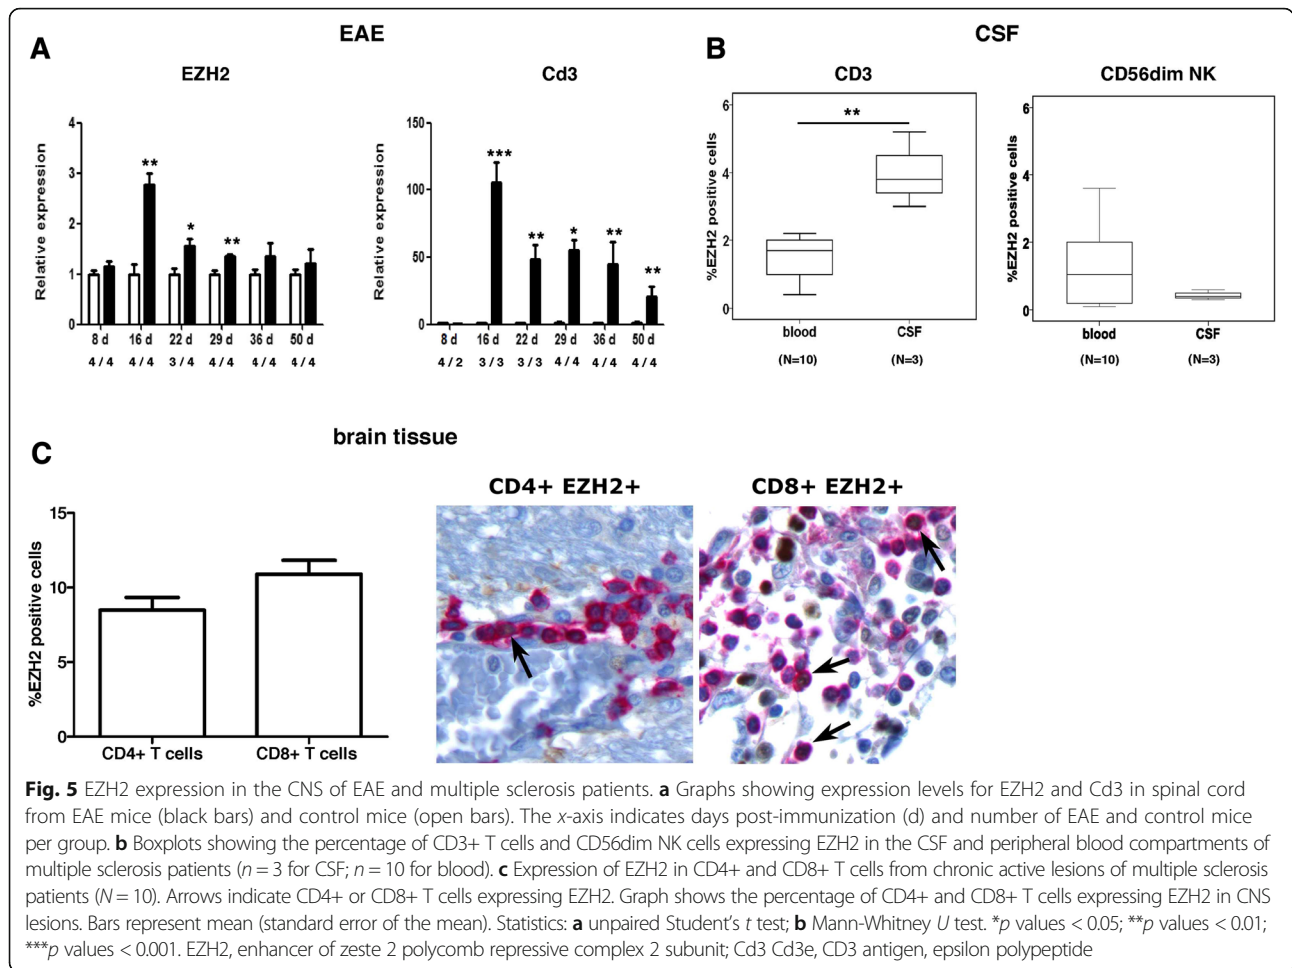 EAE
A
EZH2
Relative expression
4
3
2
1
0
**
*
**
8 d 16 d 22 d 29 d 36 d 50 d
4 / 4 4 / 4 3 / 4 4 / 4 4 / 4 4 / 4
Cd3
Relative expression
150
100
50
0
***
**
*
**
**
8 d 16 d 22 d 29 d 36 d 50 d
4 / 2 3 / 3 3 / 3 4 / 4 4 / 4 4 / 4
CSF
B
CD3
%EZH2 positive cells
6
4
2
0
**
blood CSF
(N=10) (N=3)
CD56dim NK
%EZH2 positive cells
6
4
2
0
blood CSF
(N=10) (N=3)
brain tissue
C
%EZH2 positive cells
15
10
5
0
CD4+ T cells CD8+ T cells
CD4+ EZH2+
CD8+ EZH2+
Fig. 5 EZH2 expression in the CNS of EAE and multiple sclerosis patients. a Graphs showing expression levels for EZH2 and Cd3 in spinal cord
from EAE mice (black bars) and control mice (open bars). The x-axis indicates days post-immunization (d) and number of EAE and control mice
per group. b Boxplots showing the percentage of CD3+ T cells and CD56dim NK cells expressing EZH2 in the CSF and peripheral blood compartments of
multiple sclerosis patients (n = 3 for CSF; n = 10 for blood). c Expression of EZH2 in CD4+ and CD8+ T cells from chronic active lesions of multiple sclerosis
patients (N = 10). Arrows indicate CD4+ or CD8+ T cells expressing EZH2. Graph shows the percentage of CD4+ and CD8+ T cells expressing EZH2 in CNS
lesions. Bars represent mean (standard error of the mean). Statistics: a unpaired Student's t test; b Mann-Whitney U test. *p values < 0.05; **p values < 0.01;
***p values < 0.001. EZH2, enhancer of zeste 2 polycomb repressive complex 2 subunit; Cd3 Cd3e, CD3 antigen, epsilon polypeptide